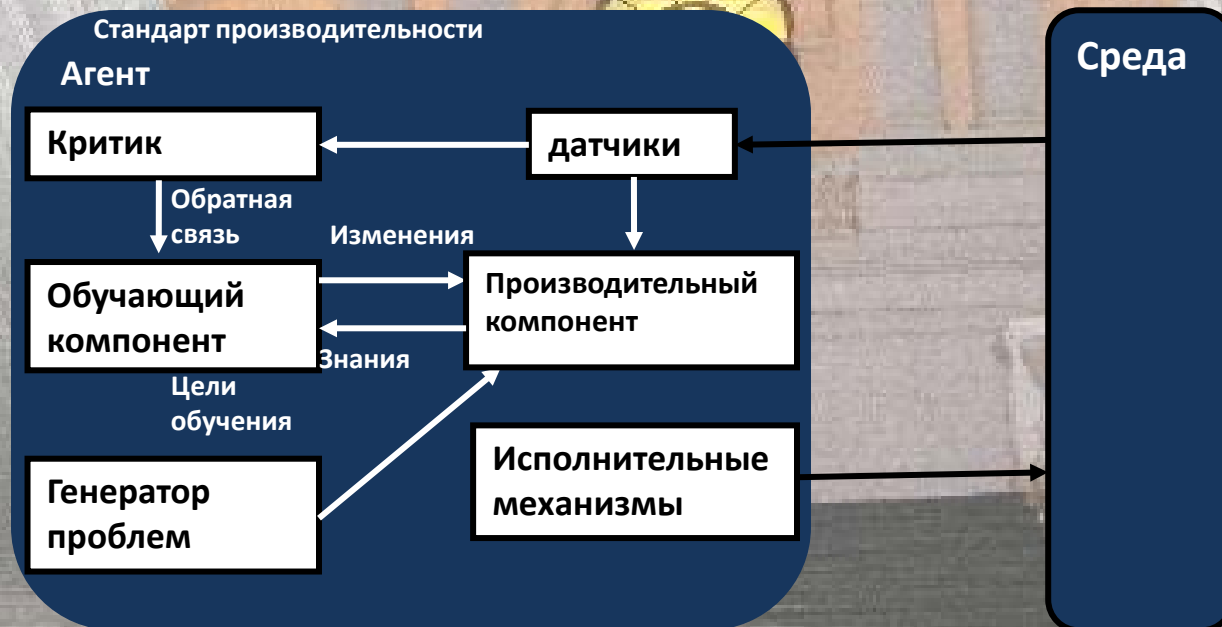 Стандарт производительности
Агент
Среда
Критик
датчики
Обратная
связь
Изменения
Обучающий
компонент
Производительный
компонент
Знания
Цели
обучения
Генератор
проблем
Исполнительные
механизмы